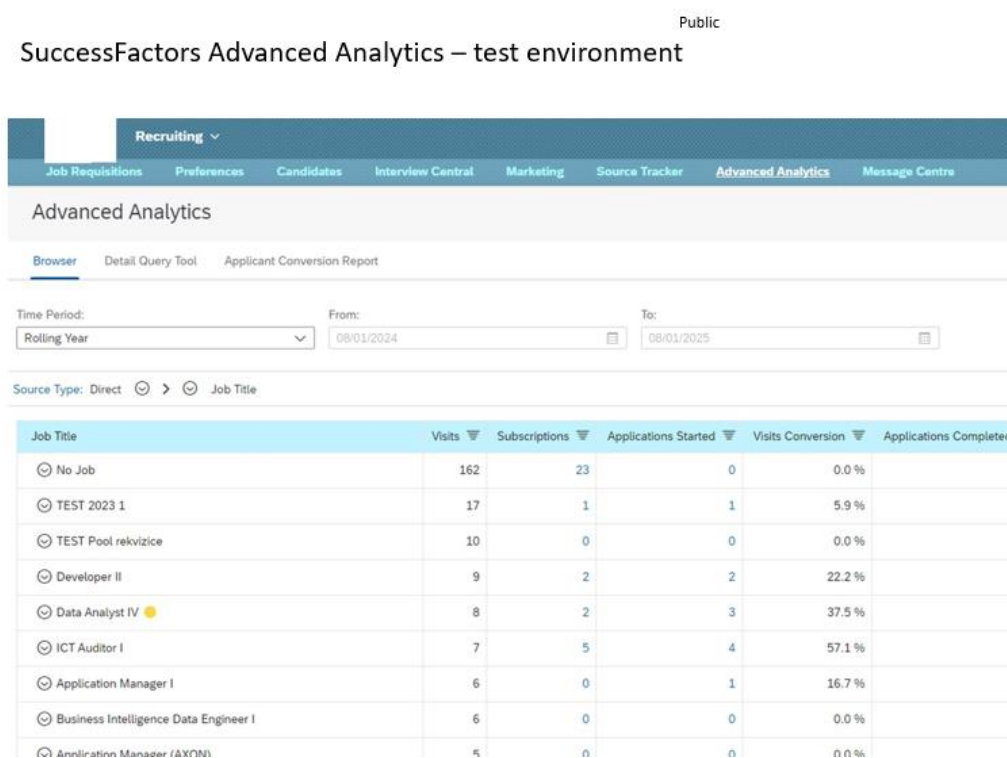 Public
SuccessFactors Advanced Analytics – test environment
Recruiting
Job Requisitions Preferences Candidates Interview Central Marketing Source Tracker Advanced Analytics Message Centre
Advanced Analytics
Browser Detail Query Tool Applicant Conversion Report
Time Period: From: To:
Rolling Year 08/01/2024 08/01/2025
Source Type: Direct Job Title
Job Title Visits Subscriptions Applications Started Visits Conversion Applications Completed
No Job 162 23 0 0.0 %
TEST 2023 1 17 1 1 5.9 %
TEST Pool rekvizice 10 0 0 0.0 %
Developer II 9 2 2 22.2 %
Data Analyst IV 8 2 3 37.5 %
ICT Auditor I 7 5 4 57.1 %
Application Manager I 6 0 1 16.7 %
Business Intelligence Data Engineer I 6 0 0 0.0 %
Application Manager (AXON) 5 0 0 0.0 %